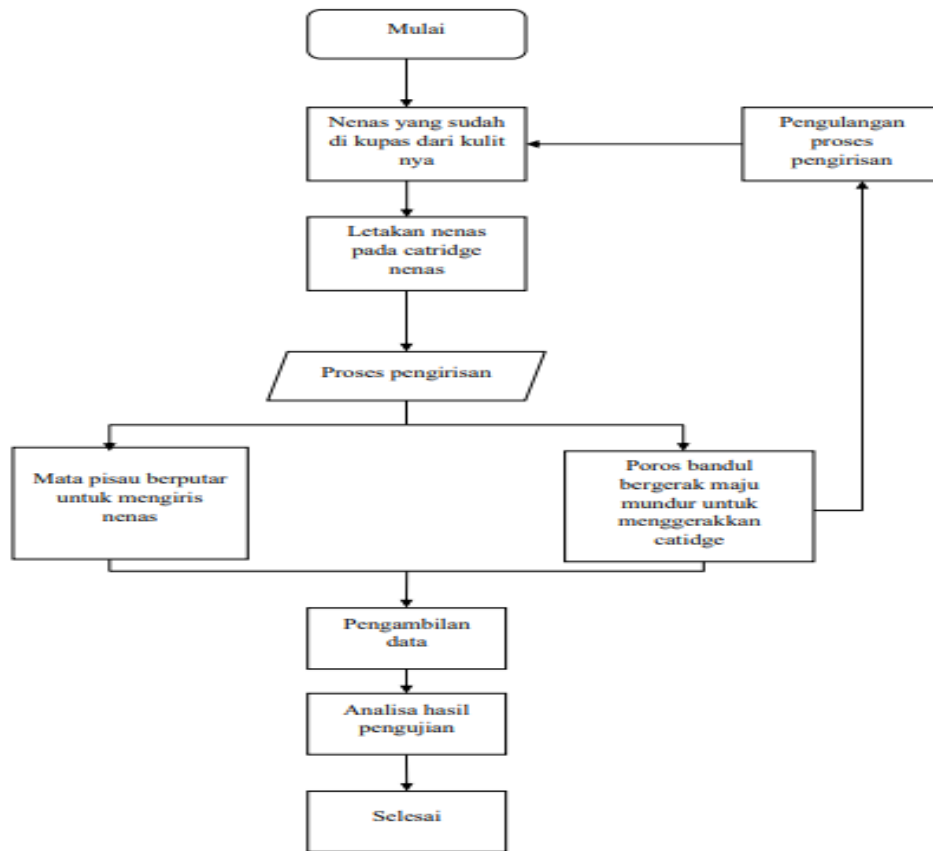 Mulai
Nenas yang sudah
di kupas dari kulit
nya
Pengulangan
proses
pengirisan
Letakan nenas
pada catridge
nenas
Proses pengirisan
Mata pisau berputar
untuk mengiris
nenas
Poros bandul
bergerak maju
mundur untuk
menggerakkan
catidge
Pengambilan
data
Analisa hasil
pengujian
Selesai